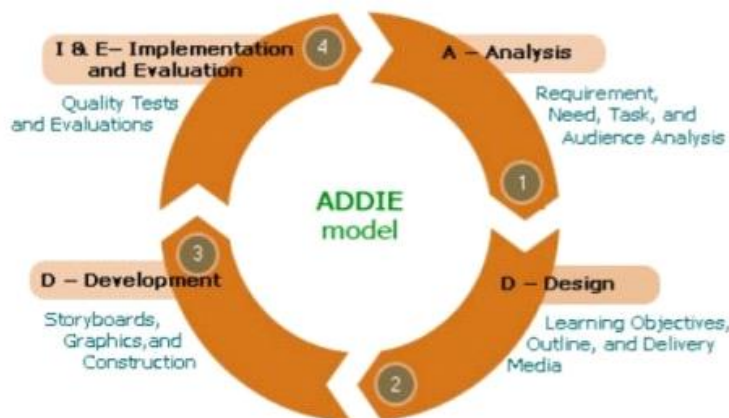 ADDIE
model
1
A – Analysis
Requirement,
Need, Task, and
Audience Analysis
2
D – Design
Learning Objectives,
Outline, and Delivery
Media
3
D – Development
Storyboards,
Graphics,and
Construction
4
I & E– Implementation
and Evaluation
Quality Tests
and Evaluations